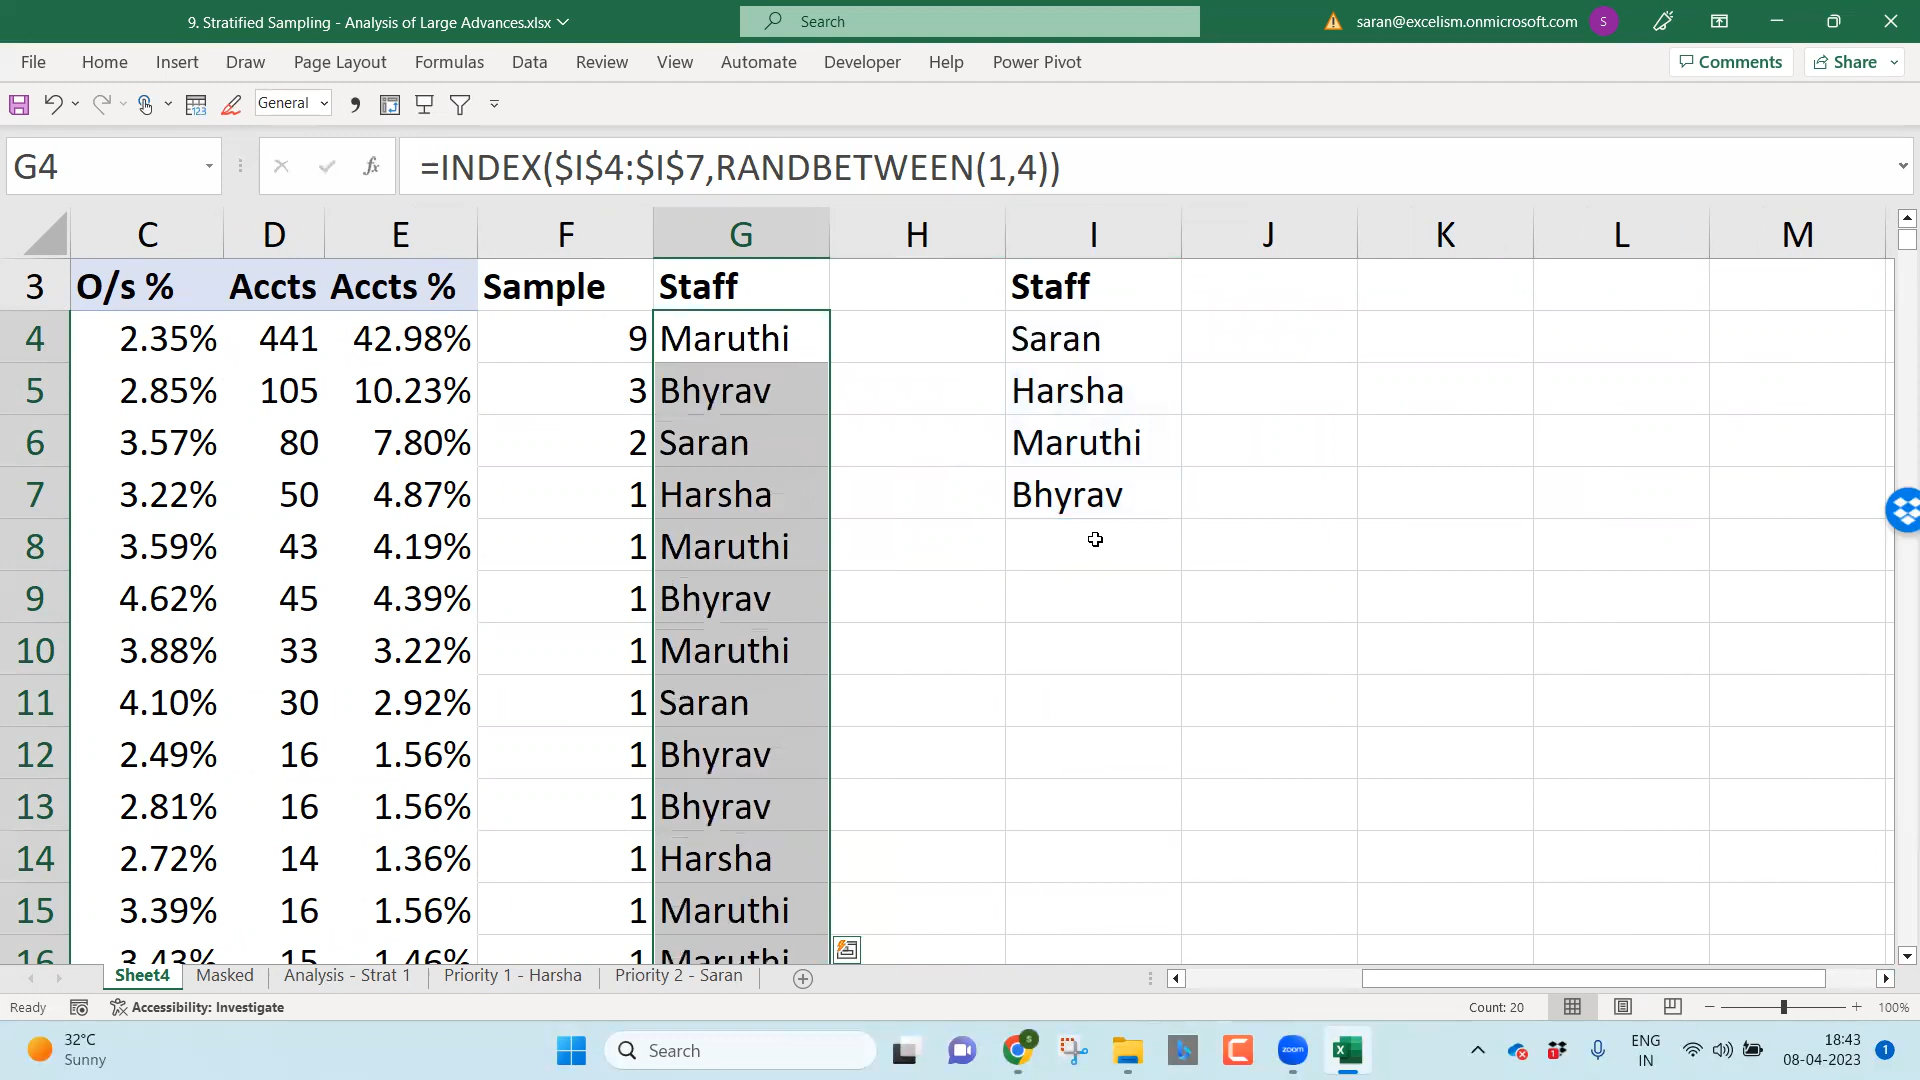 9. Stratified Sampling - Analysis of Large Advances.xlsx
Search
saran@excelism.onmicrosoft.com
S
File Home Insert Draw Page Layout Formulas Data Review View Automate Developer Help Power Pivot
Comments Share
General
G4 fx =INDEX($I$4:$I$7,RANDBETWEEN(1,4))
C D E F G H I J K L M
3 O/s % Accts Accts % Sample Staff Staff
4 2.35% 441 42.98% 9 Maruthi Saran
5 2.85% 105 10.23% 3 Bhyrav Harsha
6 3.57% 80 7.80% 2 Saran Maruthi
7 3.22% 50 4.87% 1 Harsha Bhyrav
8 3.59% 43 4.19% 1 Maruthi
9 4.62% 45 4.39% 1 Bhyrav
10 3.88% 33 3.22% 1 Maruthi
11 4.10% 30 2.92% 1 Saran
12 2.49% 16 1.56% 1 Bhyrav
13 2.81% 16 1.56% 1 Bhyrav
14 2.72% 14 1.36% 1 Harsha
15 3.39% 16 1.56% 1 Maruthi
16 3.43% 15 1.46% 1 Maruthi
Sheet4 Masked Analysis - Strat 1 Priority 1 - Harsha Priority 2 - Saran
Ready Accessibility: Investigate Count: 20 100%
32°C
Sunny
Search
zoom
ENG
IN
18:43
08-04-2023
1